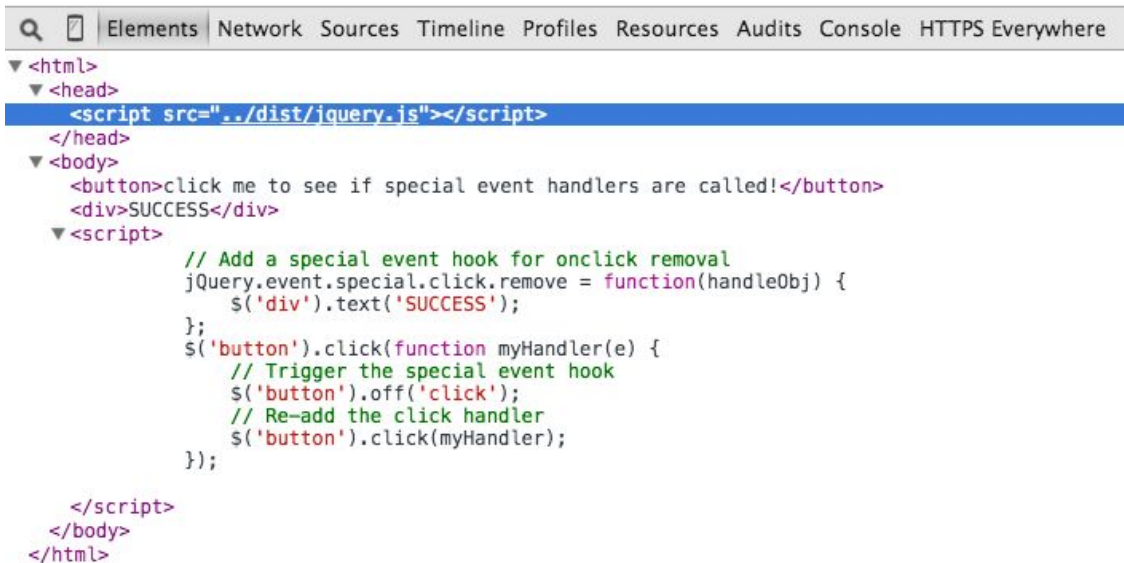 Elements Network Sources Timeline Profiles Resources Audits Console HTTPS Everywhere
<html>
<head>
<script src="../dist/jquery.js"></script>
</head>
<body>
<button>click me to see if special event handlers are called!</button>
<div>SUCCESS</div>
<script>
// Add a special event hook for onclick removal
jQuery.event.special.click.remove = function(handleObj) {
$('div').text('SUCCESS');
};
$('button').click(function myHandler(e) {
// Trigger the special event hook
$('button').off('click');
// Re-add the click handler
$('button').click(myHandler);
});
</script>
</body>
</html>